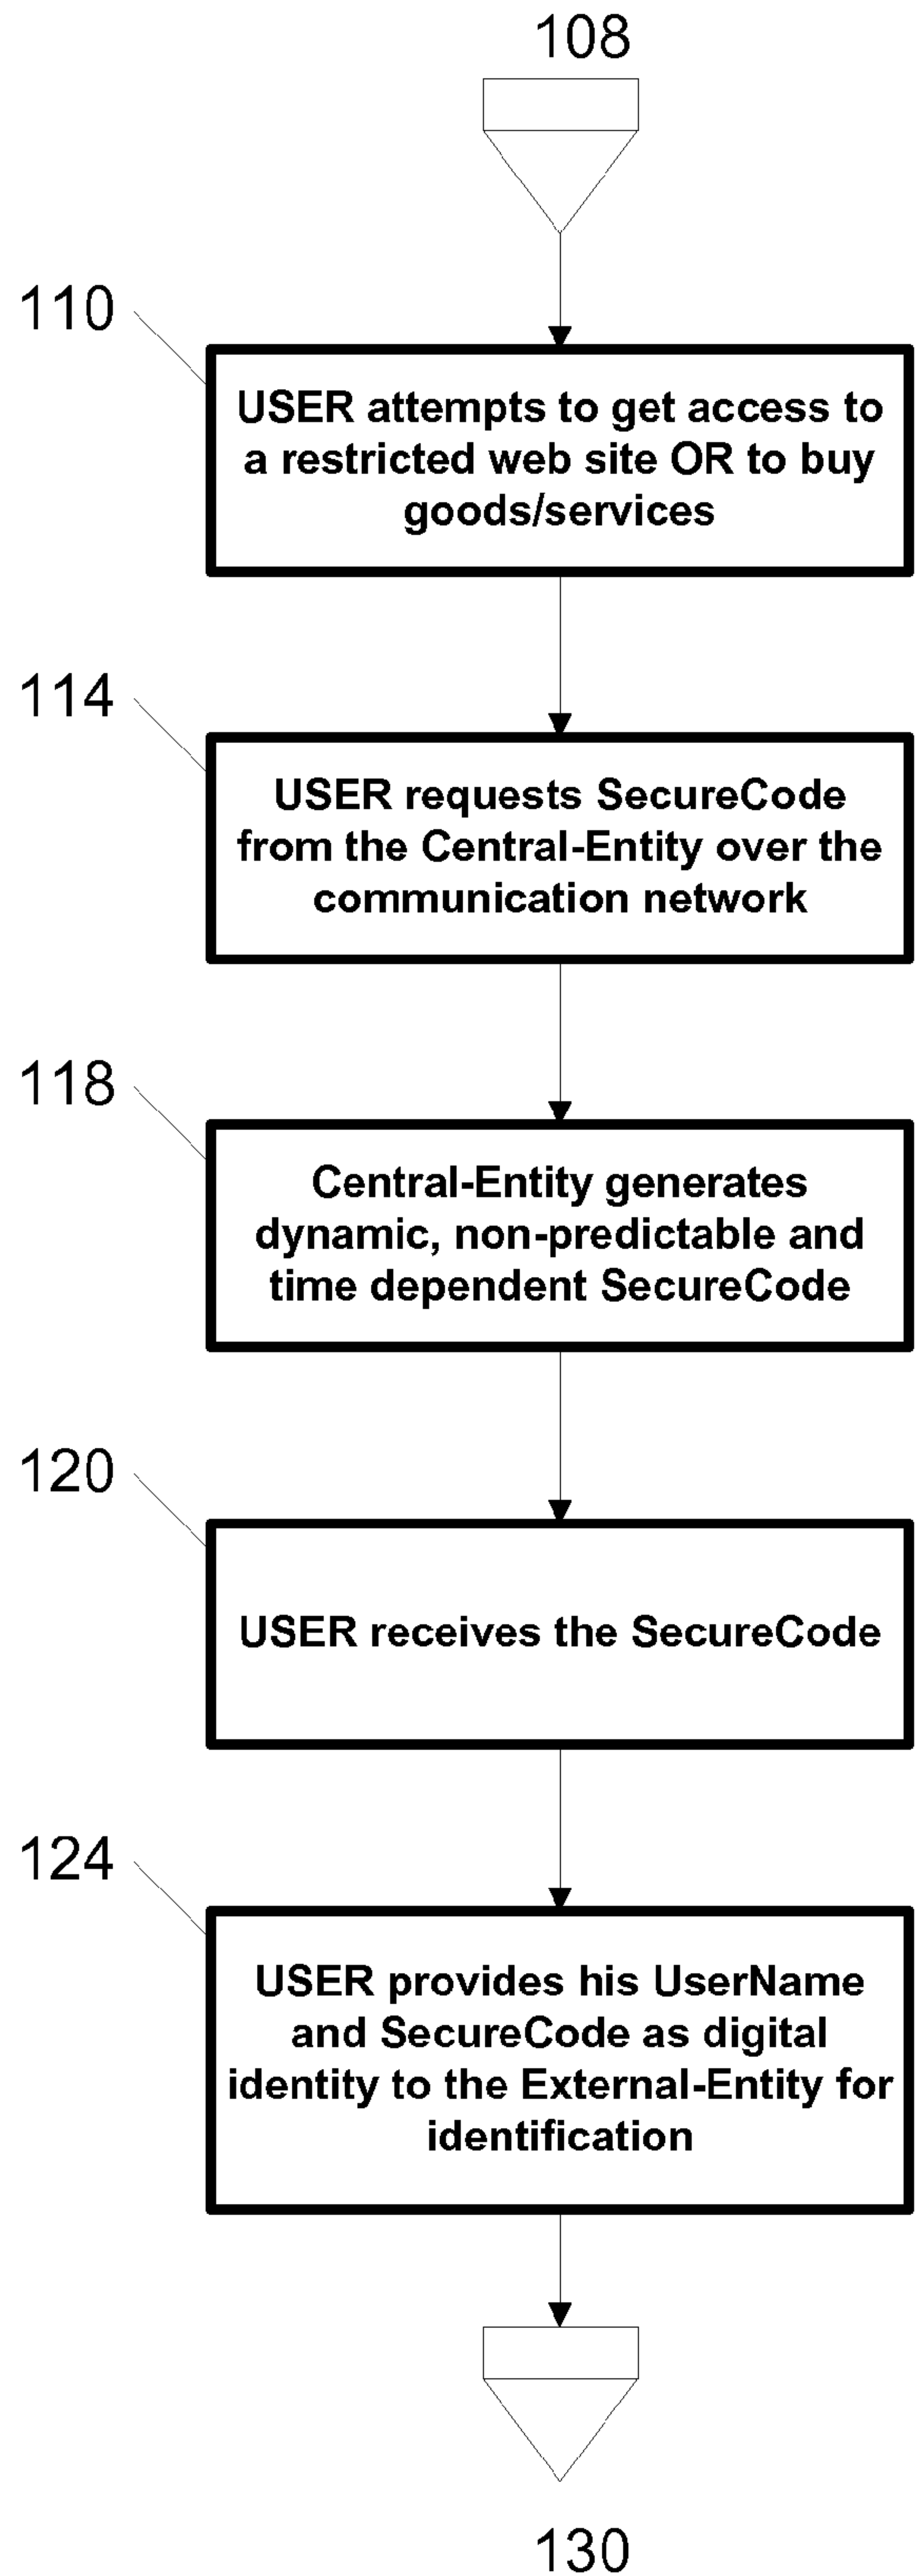 108
110
USER attempts to get access to
a restricted web site OR to buy
goods/services
114
USER requests SecureCode
from the Central-Entity over the
communication network
118
Central-Entity generates
dynamic, non-predictable and
time dependent SecureCode
120
USER receives the SecureCode
124
USER provides his UserName
and SecureCode as digital
identity to the External-Entity for
identification
130